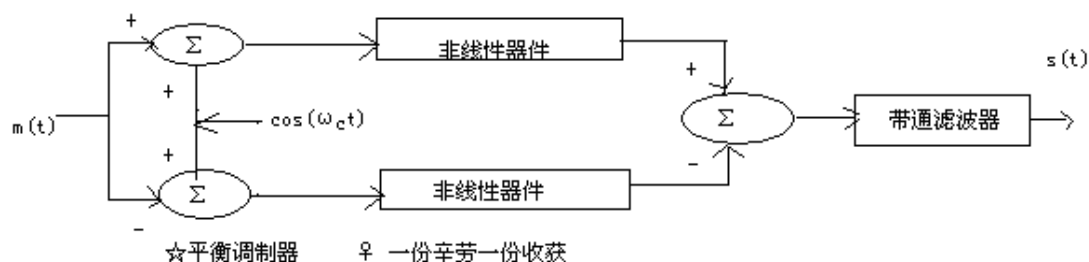 +
Σ
非线性器件
+
s(t)
+
m(t)
cos(ωct)
Σ
带通滤波器
+
-
Σ
非线性器件
-
☆平衡调制器 ♀ 一份辛劳一份收获